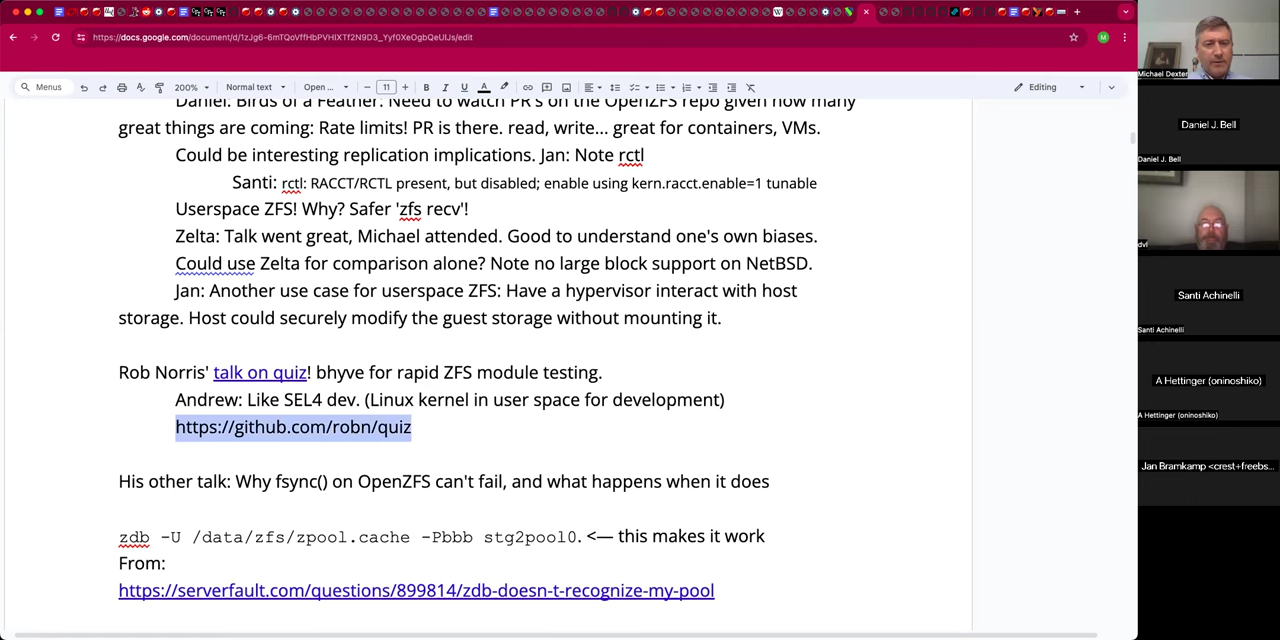 https://docs.google.com/document/d/1zJg6-6mTQoVffHbPVHIXTf2N9D3_Yyf0XeOgbQeUIJs/edit
M
Menus
200%
Normal text
Open ...
11
B
I
U
A
Editing
Daniel: Birds of a Feather: Need to watch PR's on the OpenZFS repo given how many
great things are coming: Rate limits! PR is there. read, write... great for containers, VMs.
Could be interesting replication implications. Jan: Note rctl
Santi: rctl: RACCT/RCTL present, but disabled; enable using kern.racct.enable=1 tunable
Userspace ZFS! Why? Safer 'zfs recv'!
Zelta: Talk went great, Michael attended. Good to understand one's own biases.
Could use Zelta for comparison alone? Note no large block support on NetBSD.
Jan: Another use case for userspace ZFS: Have a hypervisor interact with host
storage. Host could securely modify the guest storage without mounting it.
Rob Norris' talk on quiz! bhyve for rapid ZFS module testing.
Andrew: Like SEL4 dev. (Linux kernel in user space for development)
https://github.com/robn/quiz
His other talk: Why fsync() on OpenZFS can't fail, and what happens when it does
zdb -U /data/zfs/zpool.cache -Pbbb stg2pool0. <— this makes it work
From:
https://serverfault.com/questions/899814/zdb-doesn-t-recognize-my-pool
Michael Dexter
Daniel J. Bell
Daniel J. Bell
dvl
Santi Achinelli
Santi Achinelli
A Hettinger (oninoshiko)
A Hettinger (oninoshiko)
Jan Bramkamp <crest+freebs...